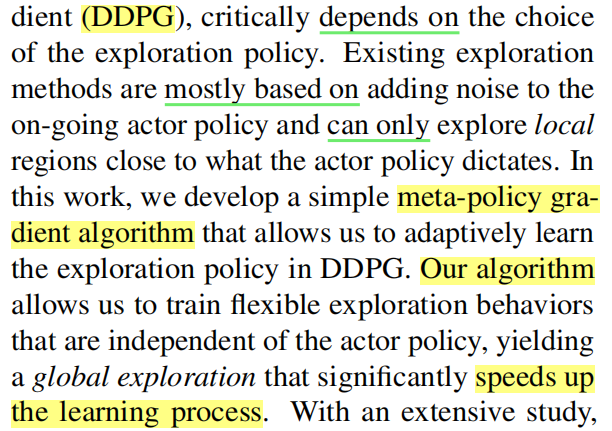 dient (DDPG), critically depends on the choice
of the exploration policy. Existing exploration
methods are mostly based on adding noise to the
on-going actor policy and can only explore local
regions close to what the actor policy dictates. In
this work, we develop a simple meta-policy gra-
dient algorithm that allows us to adaptively learn
the exploration policy in DDPG. Our algorithm
allows us to train flexible exploration behaviors
that are independent of the actor policy, yielding
a global exploration that significantly speeds up
the learning process. With an extensive study,